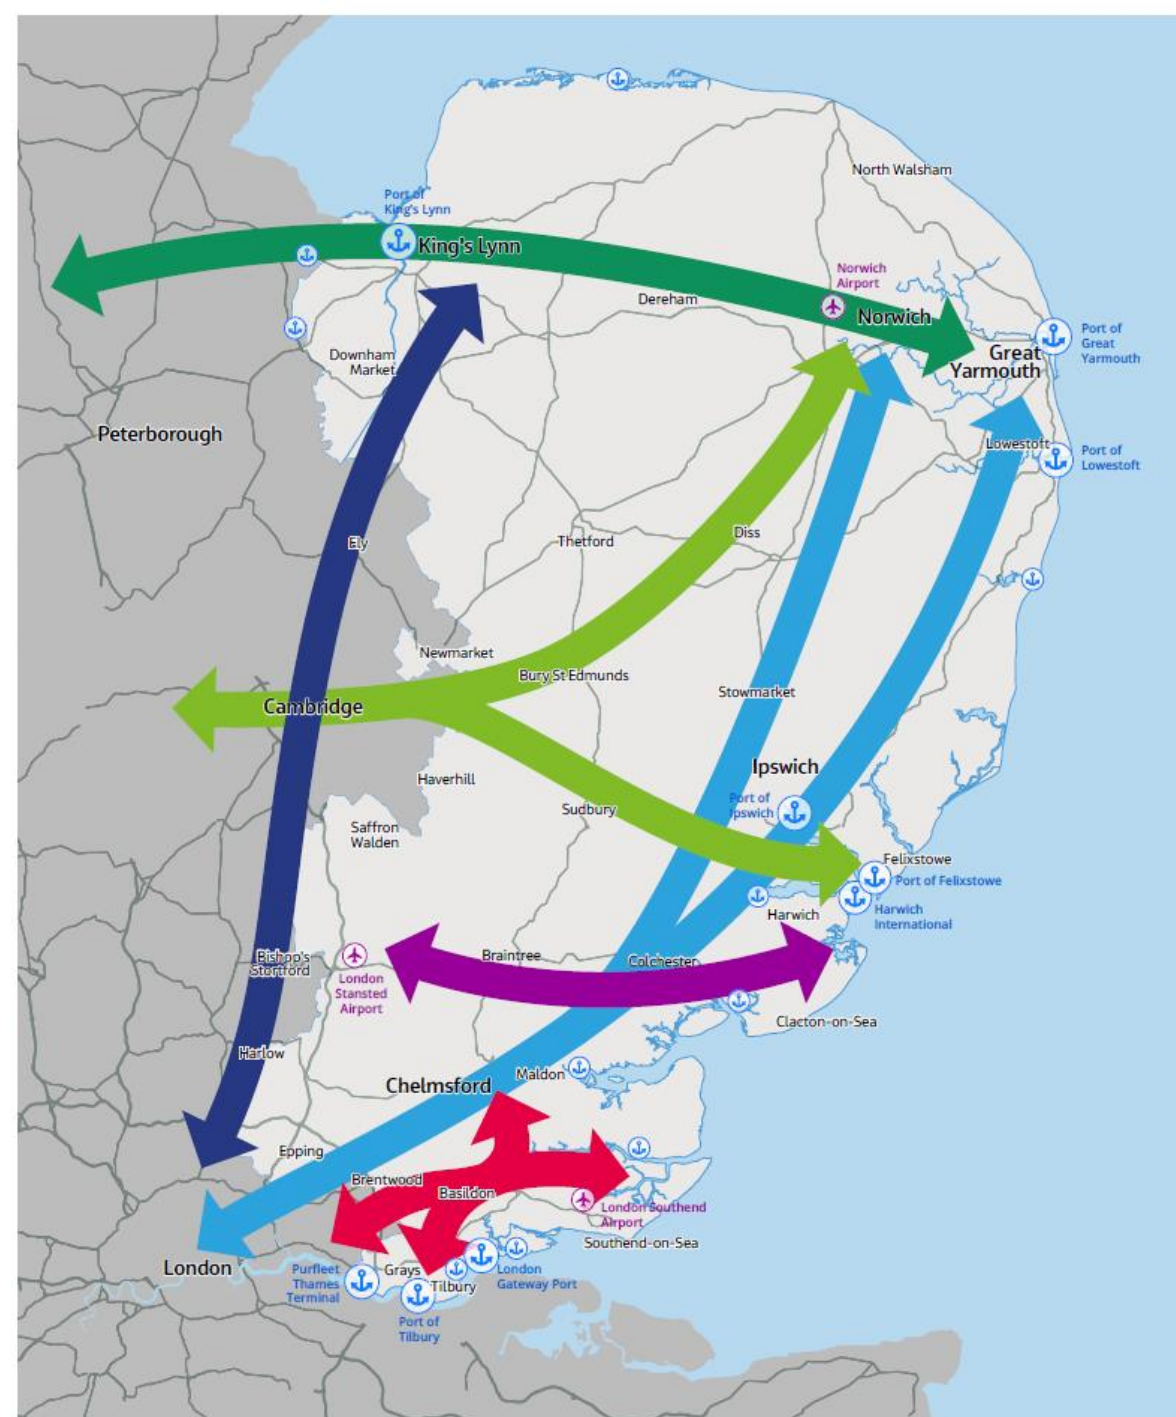 North Walsham
Port of
King's Lynn
King's Lynn
Norwich
Airport
Dereham
Norwich
Port of
Great
Yarmouth
Great
Yarmouth
Downham
Market
Peterborough
Lowestoft
Port of
Lowestoft
Ely
Thetford
Diss
Newmarket
Bury St Edmunds
Stowmarket
Cambridge
Ipswich
Haverhill
Port of
Ipswich
Sudbury
Saffron
Walden
Felixstowe
Port of Felixstowe
Harwich
Harwich
International
Bishop's
Stortford
London
Stansted
Airport
Braintree
Colchester
Clacton-on-Sea
Harlow
Chelmsford
Maldon
Epping
Brentwood
Basildon
London Southend
Airport
Southend-on-Sea
London
Purfleet
Thames
Terminal
Grays
Tilbury
London
Gateway Port
Port of
Tilbury